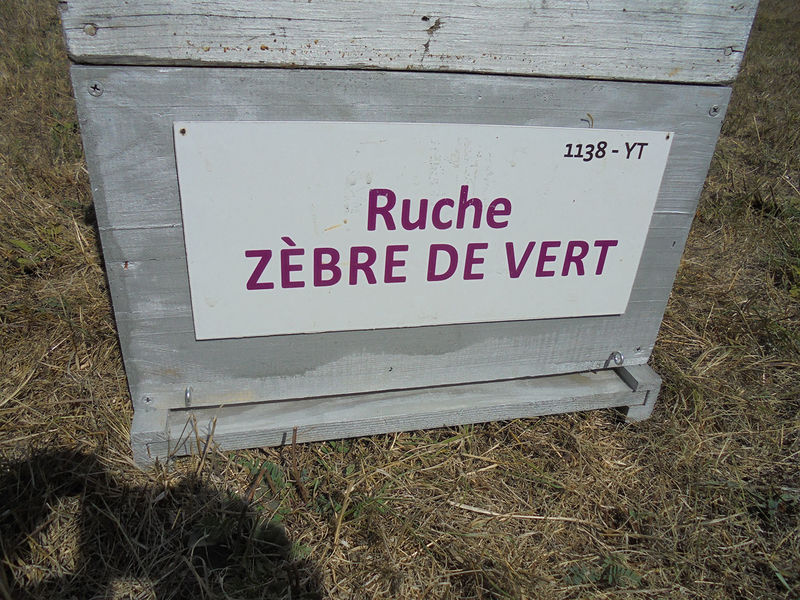 1138 - YT
Ruche
ZÈBRE DE VERT